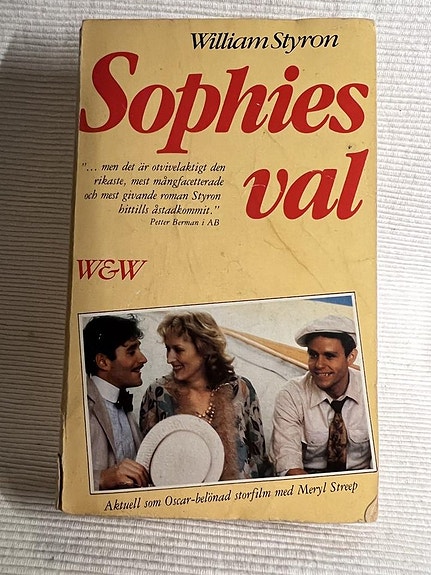 William Styron
Sophies
val
"... men det är otvivelaktigt den
rikaste, mest mångfacetterade
och mest givande roman Styron
hittills åstadkommit."
Petter Berman i AB
W&W
Aktuell som Oscar-belönad storfilm med Meryl Streep